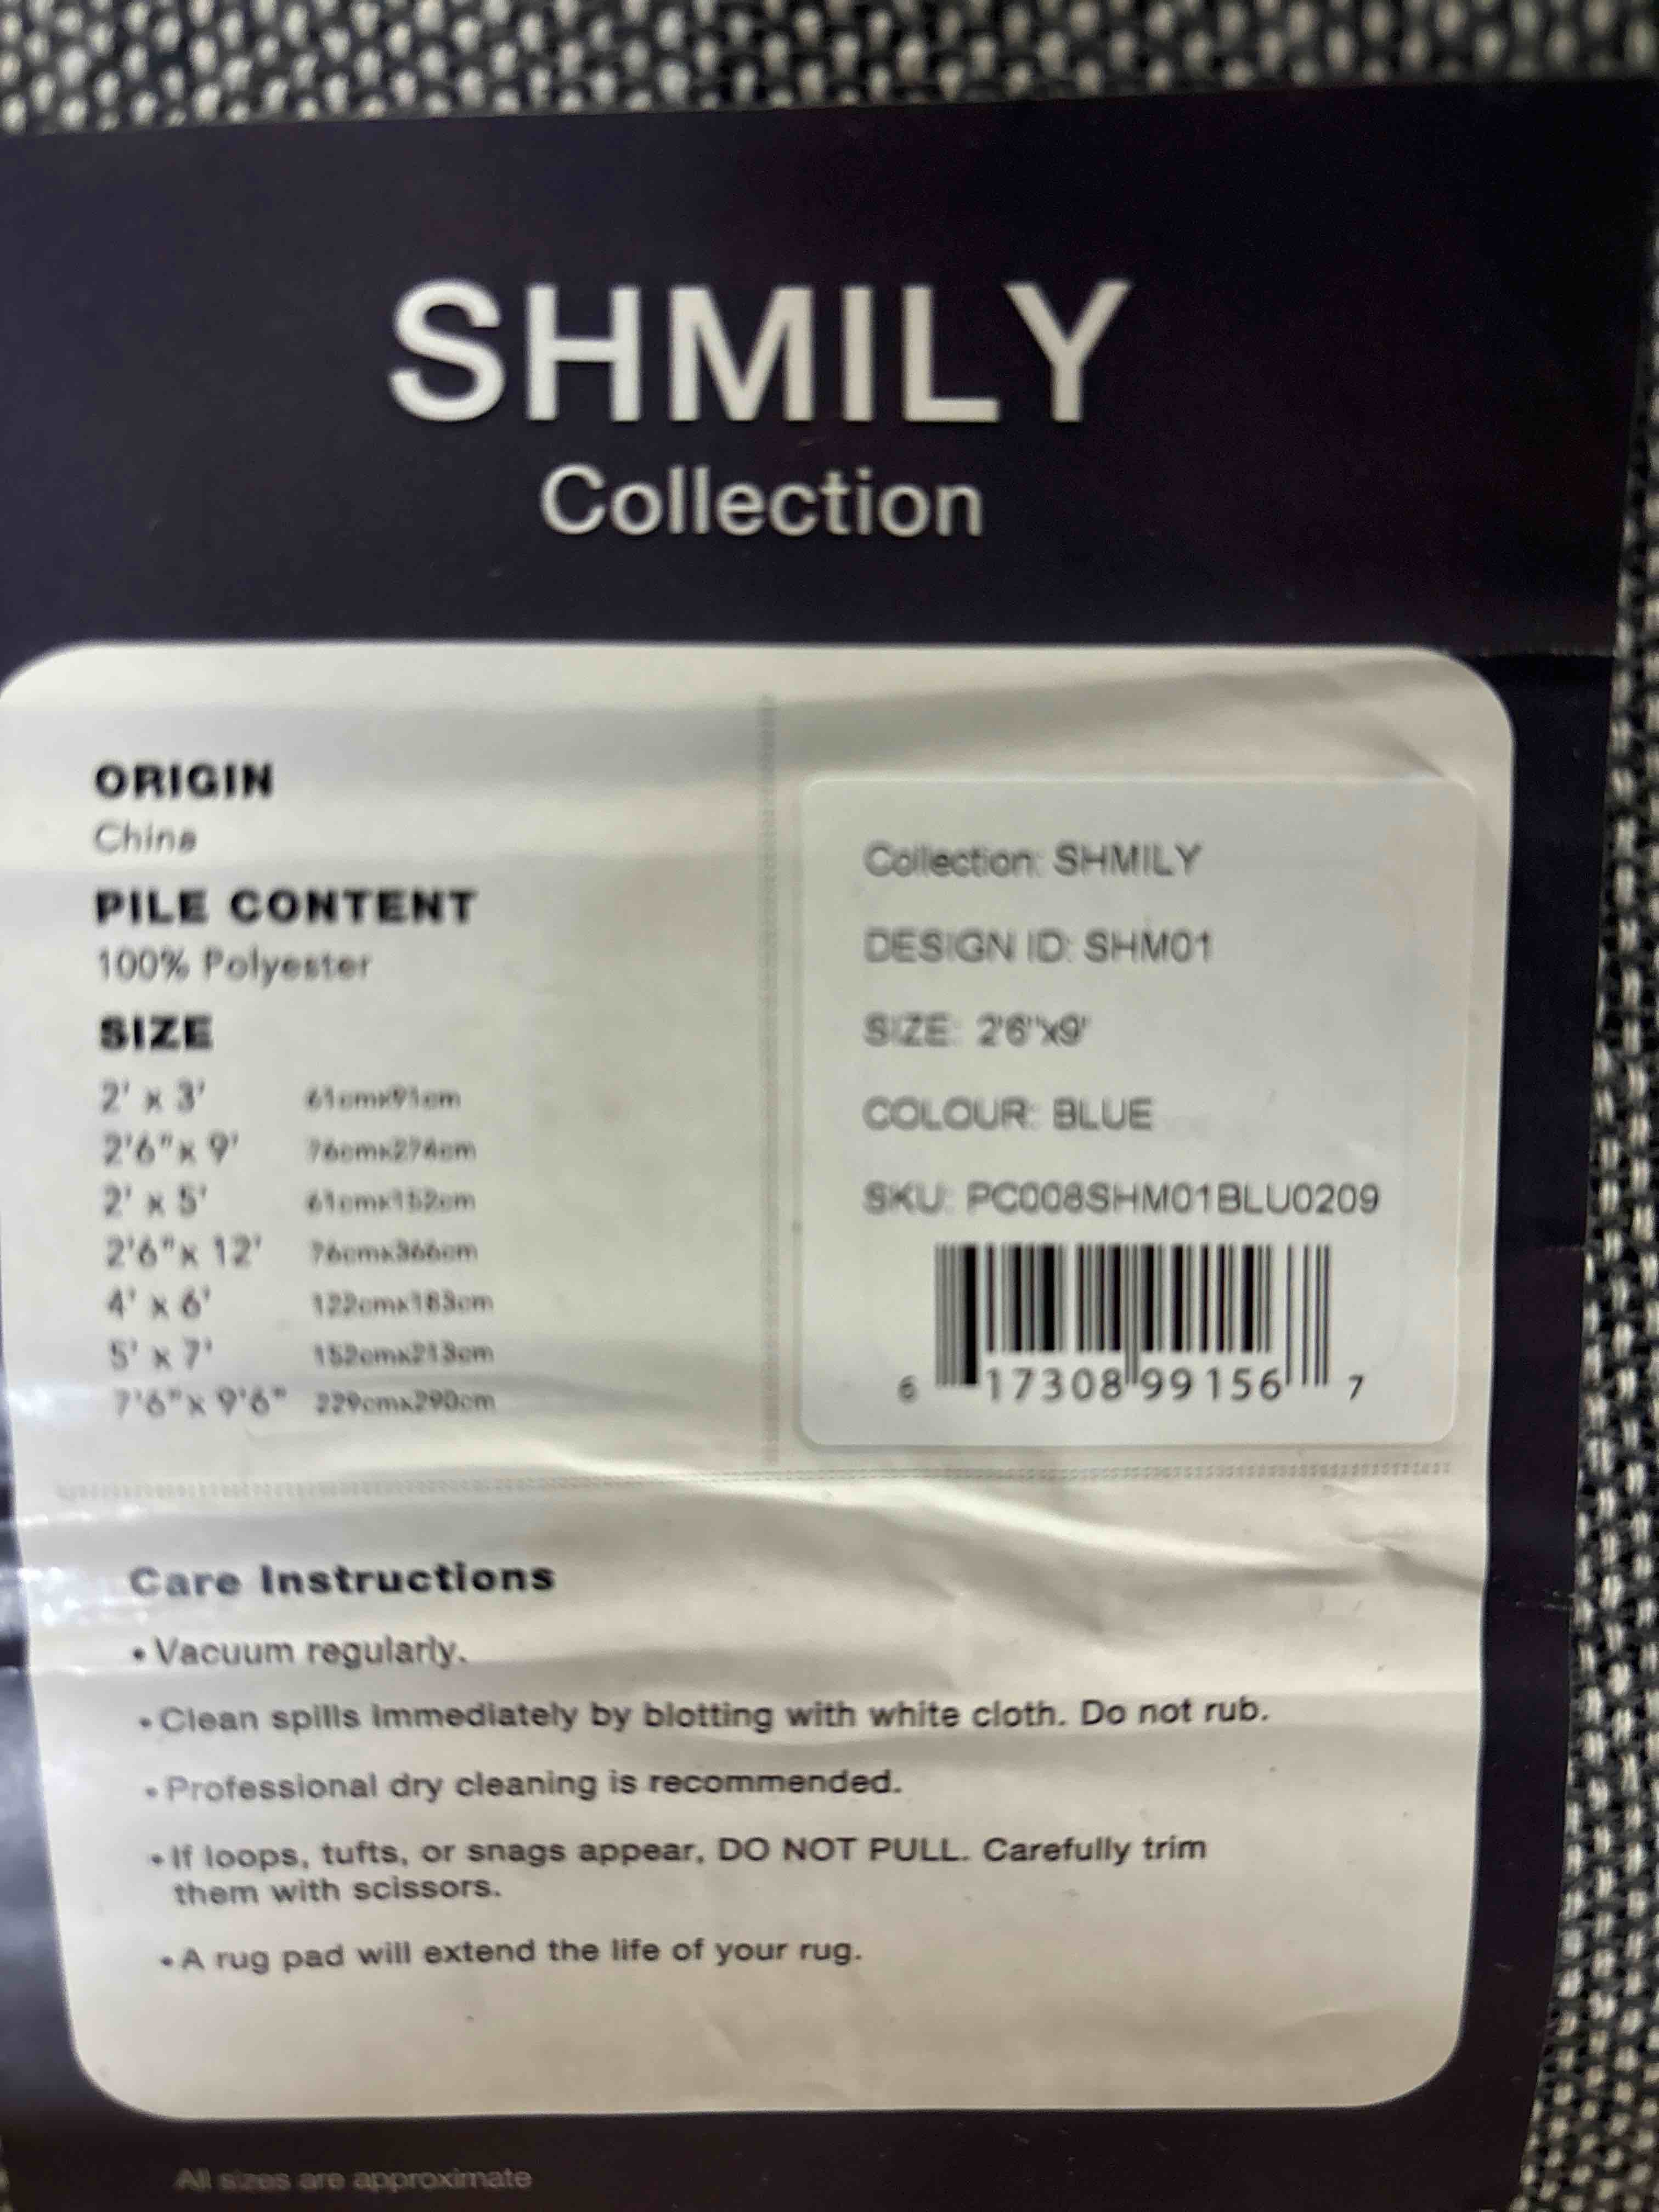 SHMILY
Collection
ORIGIN
China
PILE CONTENT
100% Polyester
SIZE
2' x 3' 61cmx91cm
2'6"x 9' 76cmx274cm
2' x 5' 61cmx152cm
2'6"x 12' 76cmx366cm
4' x 6' 122cmx183cm
5' x 7' 152cmx213cm
7'6"x 9'6" 229cmx290cm
Collection: SHMILY
DESIGN ID: SHM01
SIZE: 2'6"x9'
COLOUR: BLUE
SKU: PC008SHM01BLU0209
6 17308 99156 7
Care Instructions
• Vacuum regularly.
• Clean spills immediately by blotting with white cloth. Do not rub.
• Professional dry cleaning is recommended.
• If loops, tufts, or snags appear, DO NOT PULL. Carefully trim
them with scissors.
• A rug pad will extend the life of your rug.
All sizes are approximate